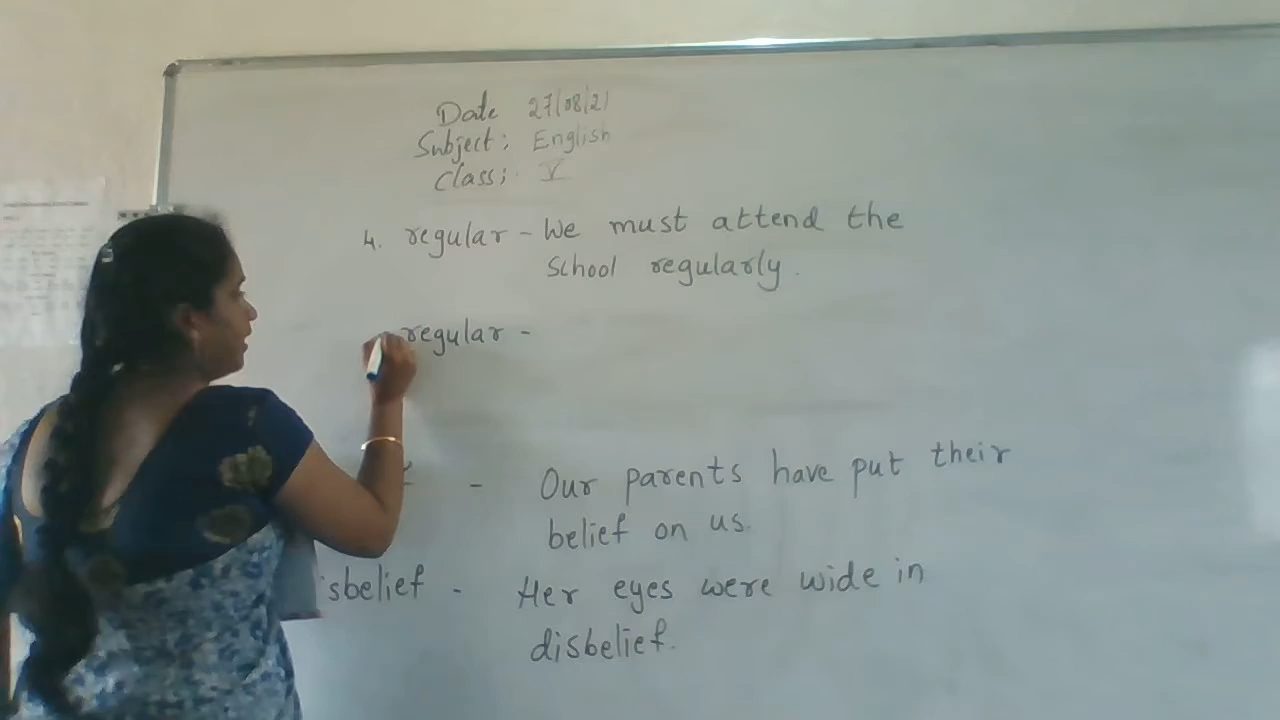 Date 27/08/21
Subject: English
Class: V
4. regular - We must attend the
School regularly.
regular -
- Our parents have put their
belief on us.
isbelief - Her eyes were wide in
disbelief.